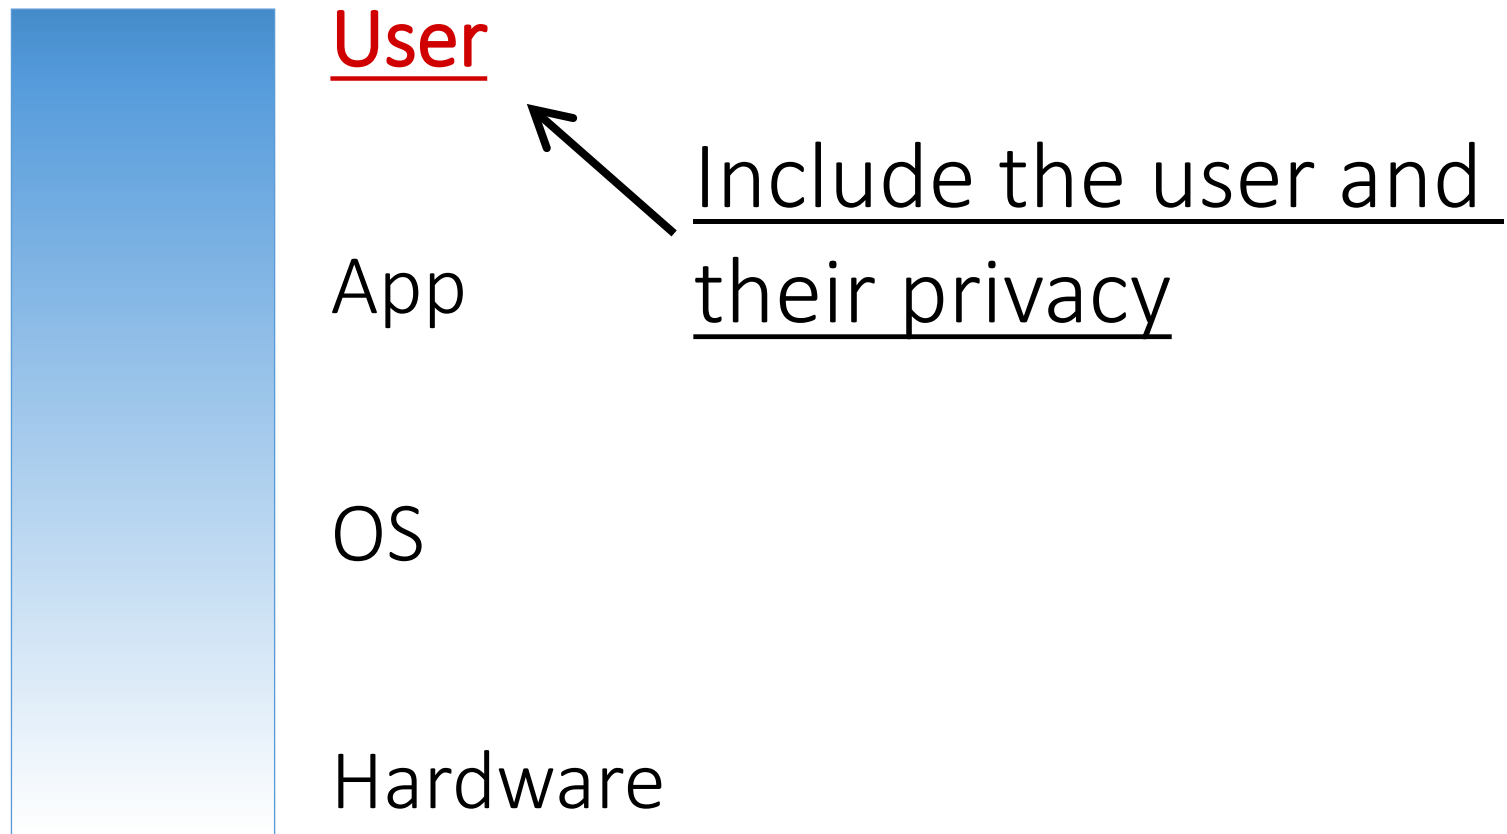 User
Include the user and
their privacy
App
OS
Hardware